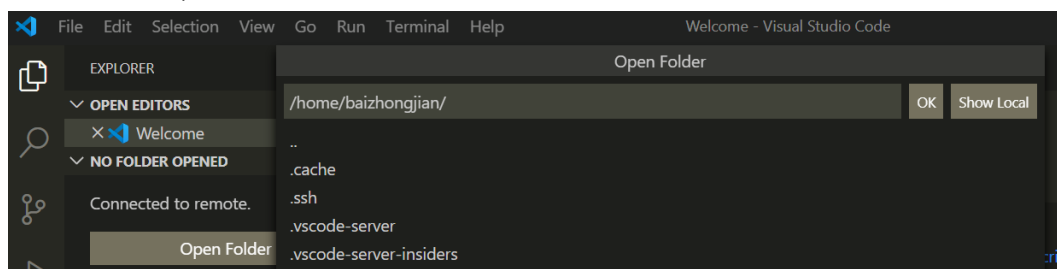 File Edit Selection View Go Run Terminal Help Welcome - Visual Studio Code
EXPLORER
OPEN EDITORS
Welcome
NO FOLDER OPENED
Connected to remote.
Open Folder
Open Folder
/home/baizhongjian/ OK Show Local
..
.cache
.ssh
.vscode-server
.vscode-server-insiders